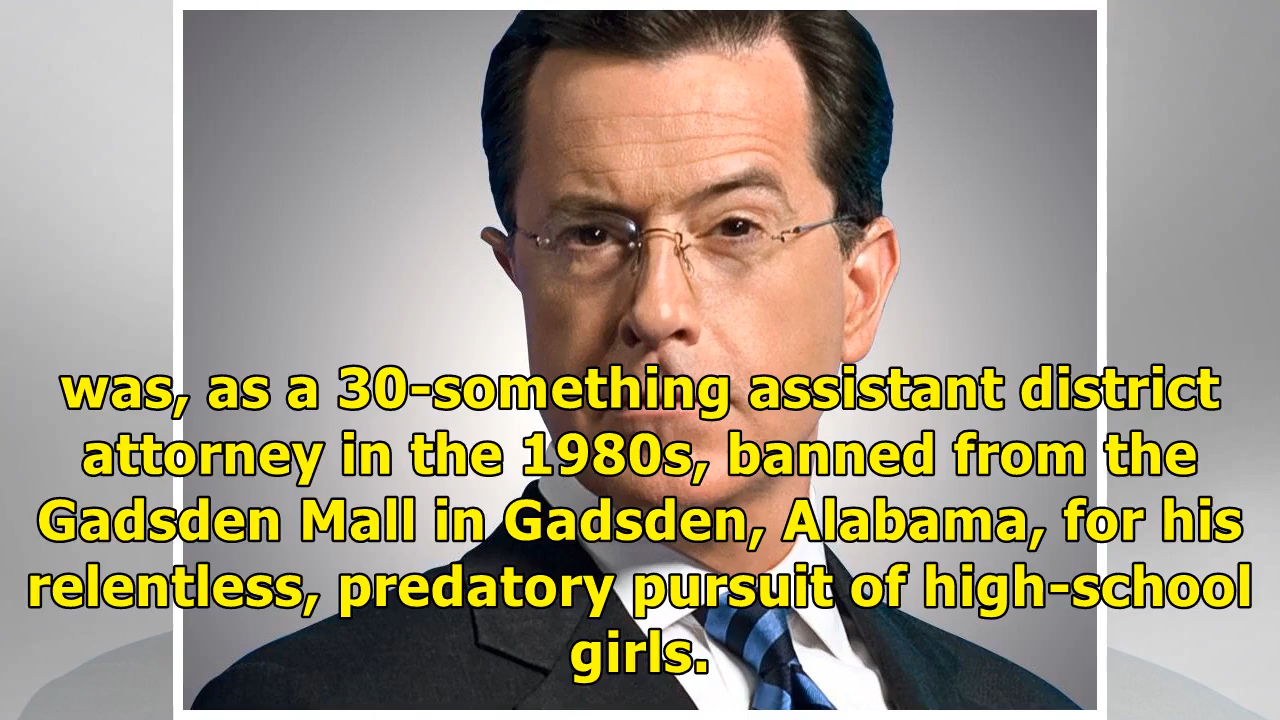 was, as a 30-something assistant district
attorney in the 1980s, banned from the
Gadsden Mall in Gadsden, Alabama, for his
relentless, predatory pursuit of high-school
girls.